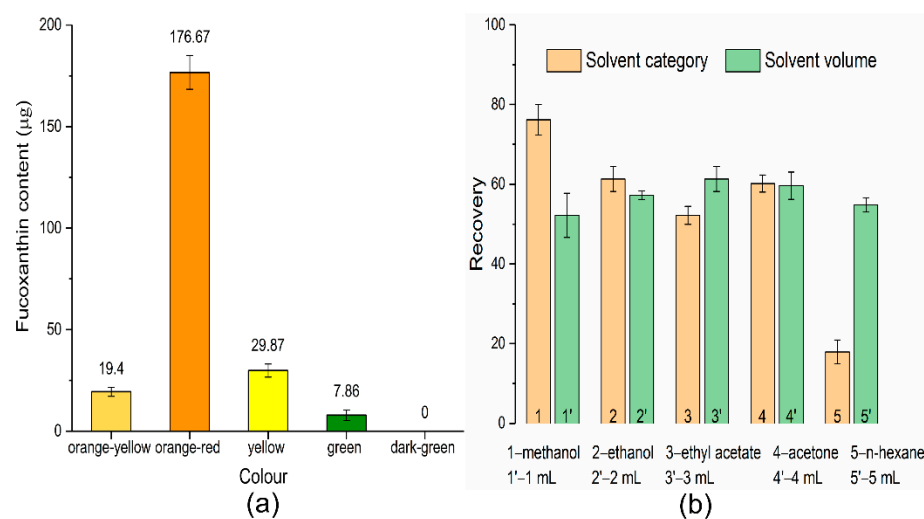 200
150
100
50
0
Fucoxanthin content (µg)
19.4
176.67
29.87
7.86
0
orange-yellow orange-red yellow green dark-green
Colour
(a)
100
80
60
40
20
0
Recovery
Solvent category Solvent volume
1 1' 2 2' 3 3' 4 4' 5 5'
1–methanol 2–ethanol 3–ethyl acetate 4–acetone 5–n-hexane
1'–1 mL 2'–2 mL 3'–3 mL 4'–4 mL 5'–5 mL
(b)